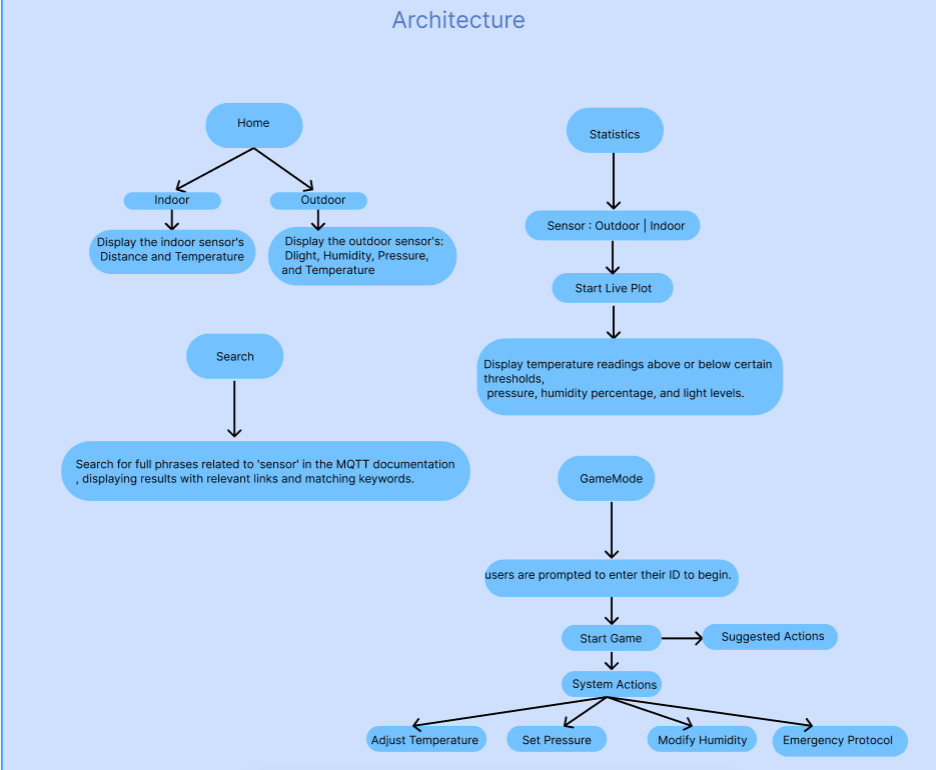 Architecture
Home
Indoor
Outdoor
Display the indoor sensor's
Distance and Temperature
Display the outdoor sensor's:
Dlight, Humidity, Pressure,
and Temperature
Statistics
Sensor : Outdoor | Indoor
Start Live Plot
Display temperature readings above or below certain
thresholds,
pressure, humidity percentage, and light levels.
Search
Search for full phrases related to 'sensor' in the MQTT documentation
, displaying results with relevant links and matching keywords.
GameMode
users are prompted to enter their ID to begin.
Start Game
Suggested Actions
System Actions
Adjust Temperature
Set Pressure
Modify Humidity
Emergency Protocol